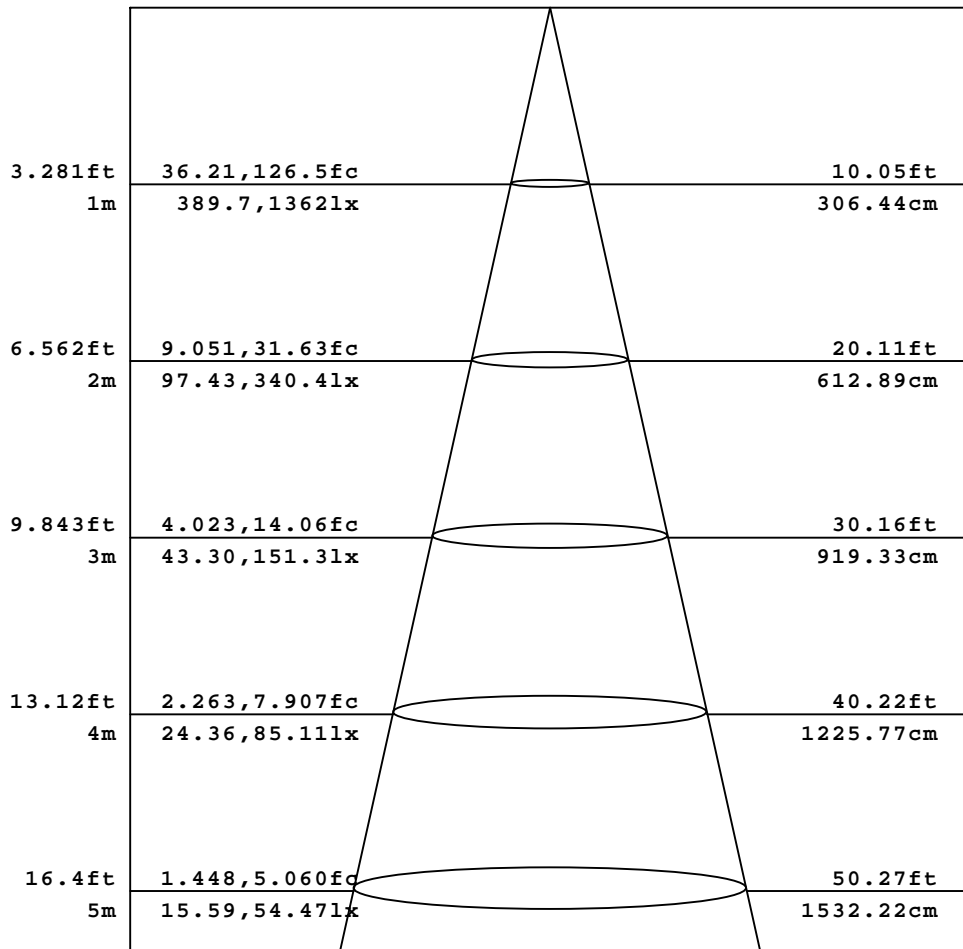 3.281ft 36.21,126.5fc 10.05ft
1m 389.7,1362lx 306.44cm
6.562ft 9.051,31.63fc 20.11ft
2m 97.43,340.4lx 612.89cm
9.843ft 4.023,14.06fc 30.16ft
3m 43.30,151.3lx 919.33cm
13.12ft 2.263,7.907fc 40.22ft
4m 24.36,85.11lx 1225.77cm
16.4ft 1.448,5.060fc 50.27ft
5m 15.59,54.47lx 1532.22cm